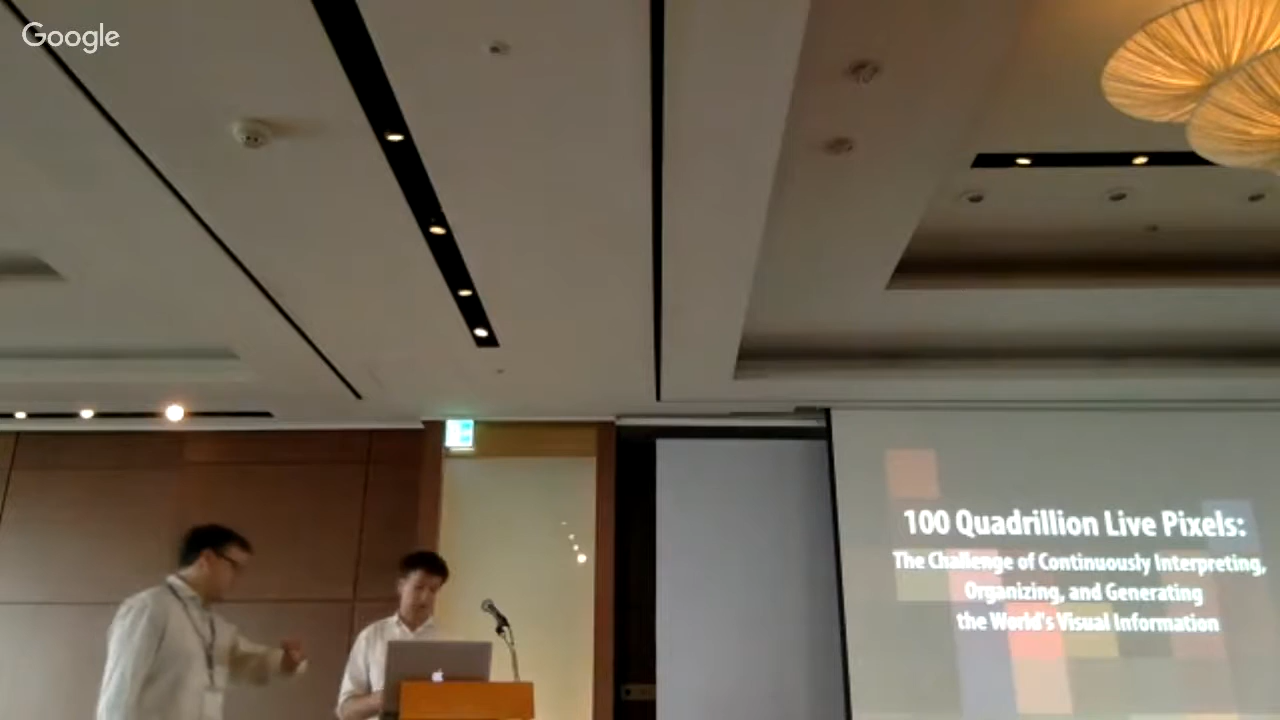 Google
100 Quadrillion Live Pixels:
The Challenge of Continuously Interpreting,
Organizing, and Generating
the World's Visual Information